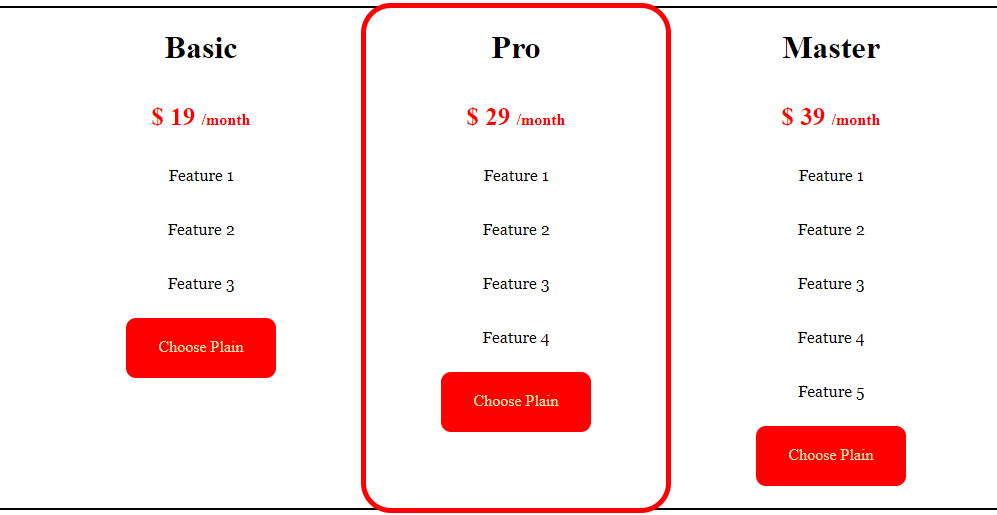 Basic
$ 19 /month
Feature 1
Feature 2
Feature 3
Choose Plain
Pro
$ 29 /month
Feature 1
Feature 2
Feature 3
Feature 4
Choose Plain
Master
$ 39 /month
Feature 1
Feature 2
Feature 3
Feature 4
Feature 5
Choose Plain